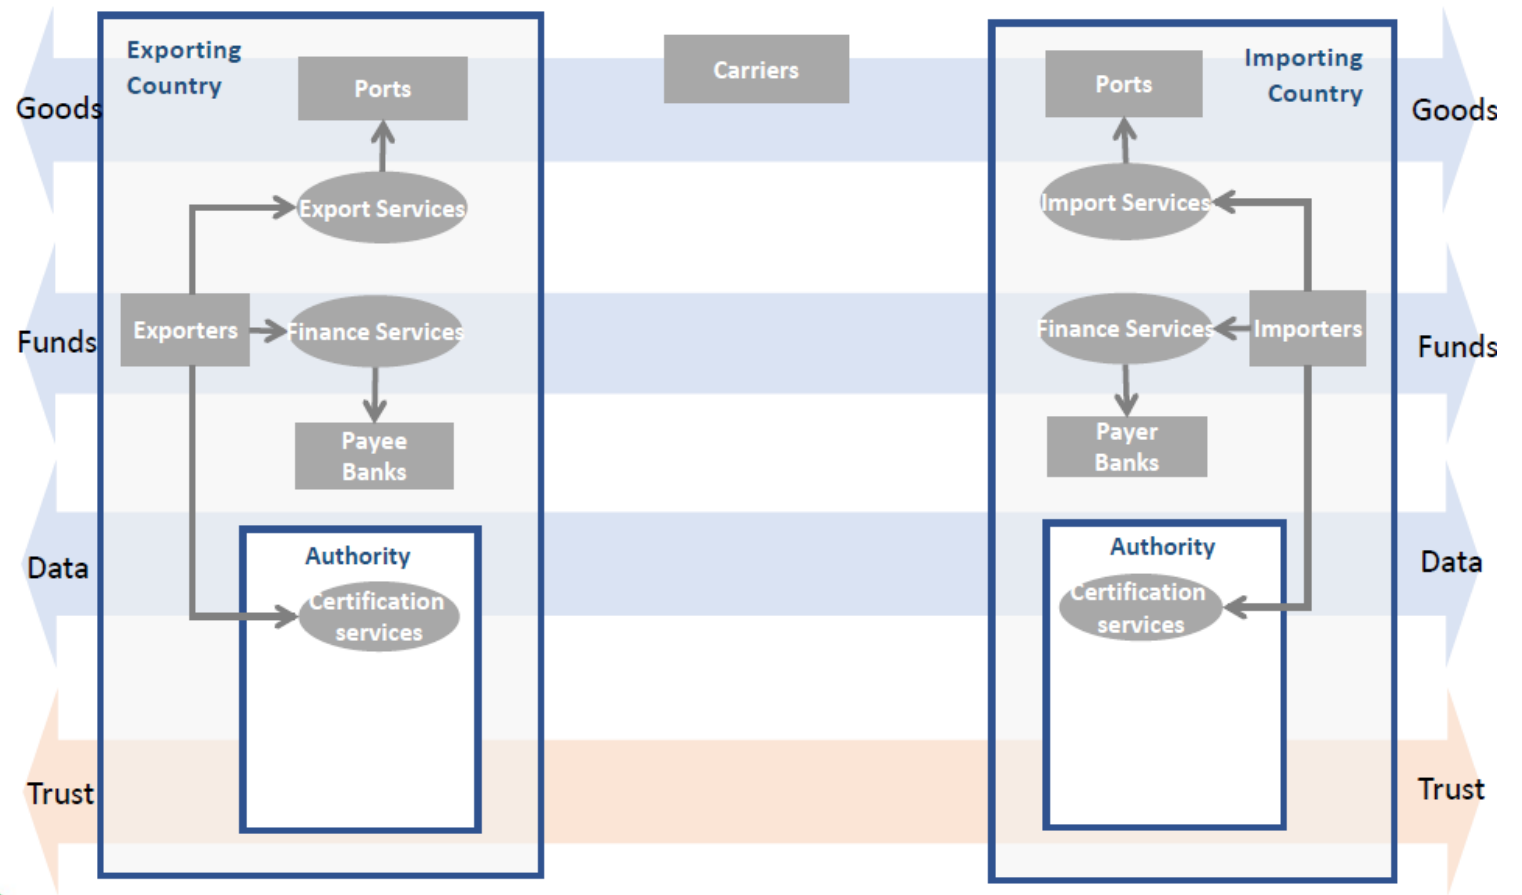 Exporting
Country
Ports
Carriers
Ports
Importing
Country
Goods
Goods
Export Services
Import Services
Exporters
Finance Services
Finance Services
Importers
Funds
Funds
Payee
Banks
Payer
Banks
Data
Data
Authority
Certification
services
Authority
Certification
services
Trust
Trust